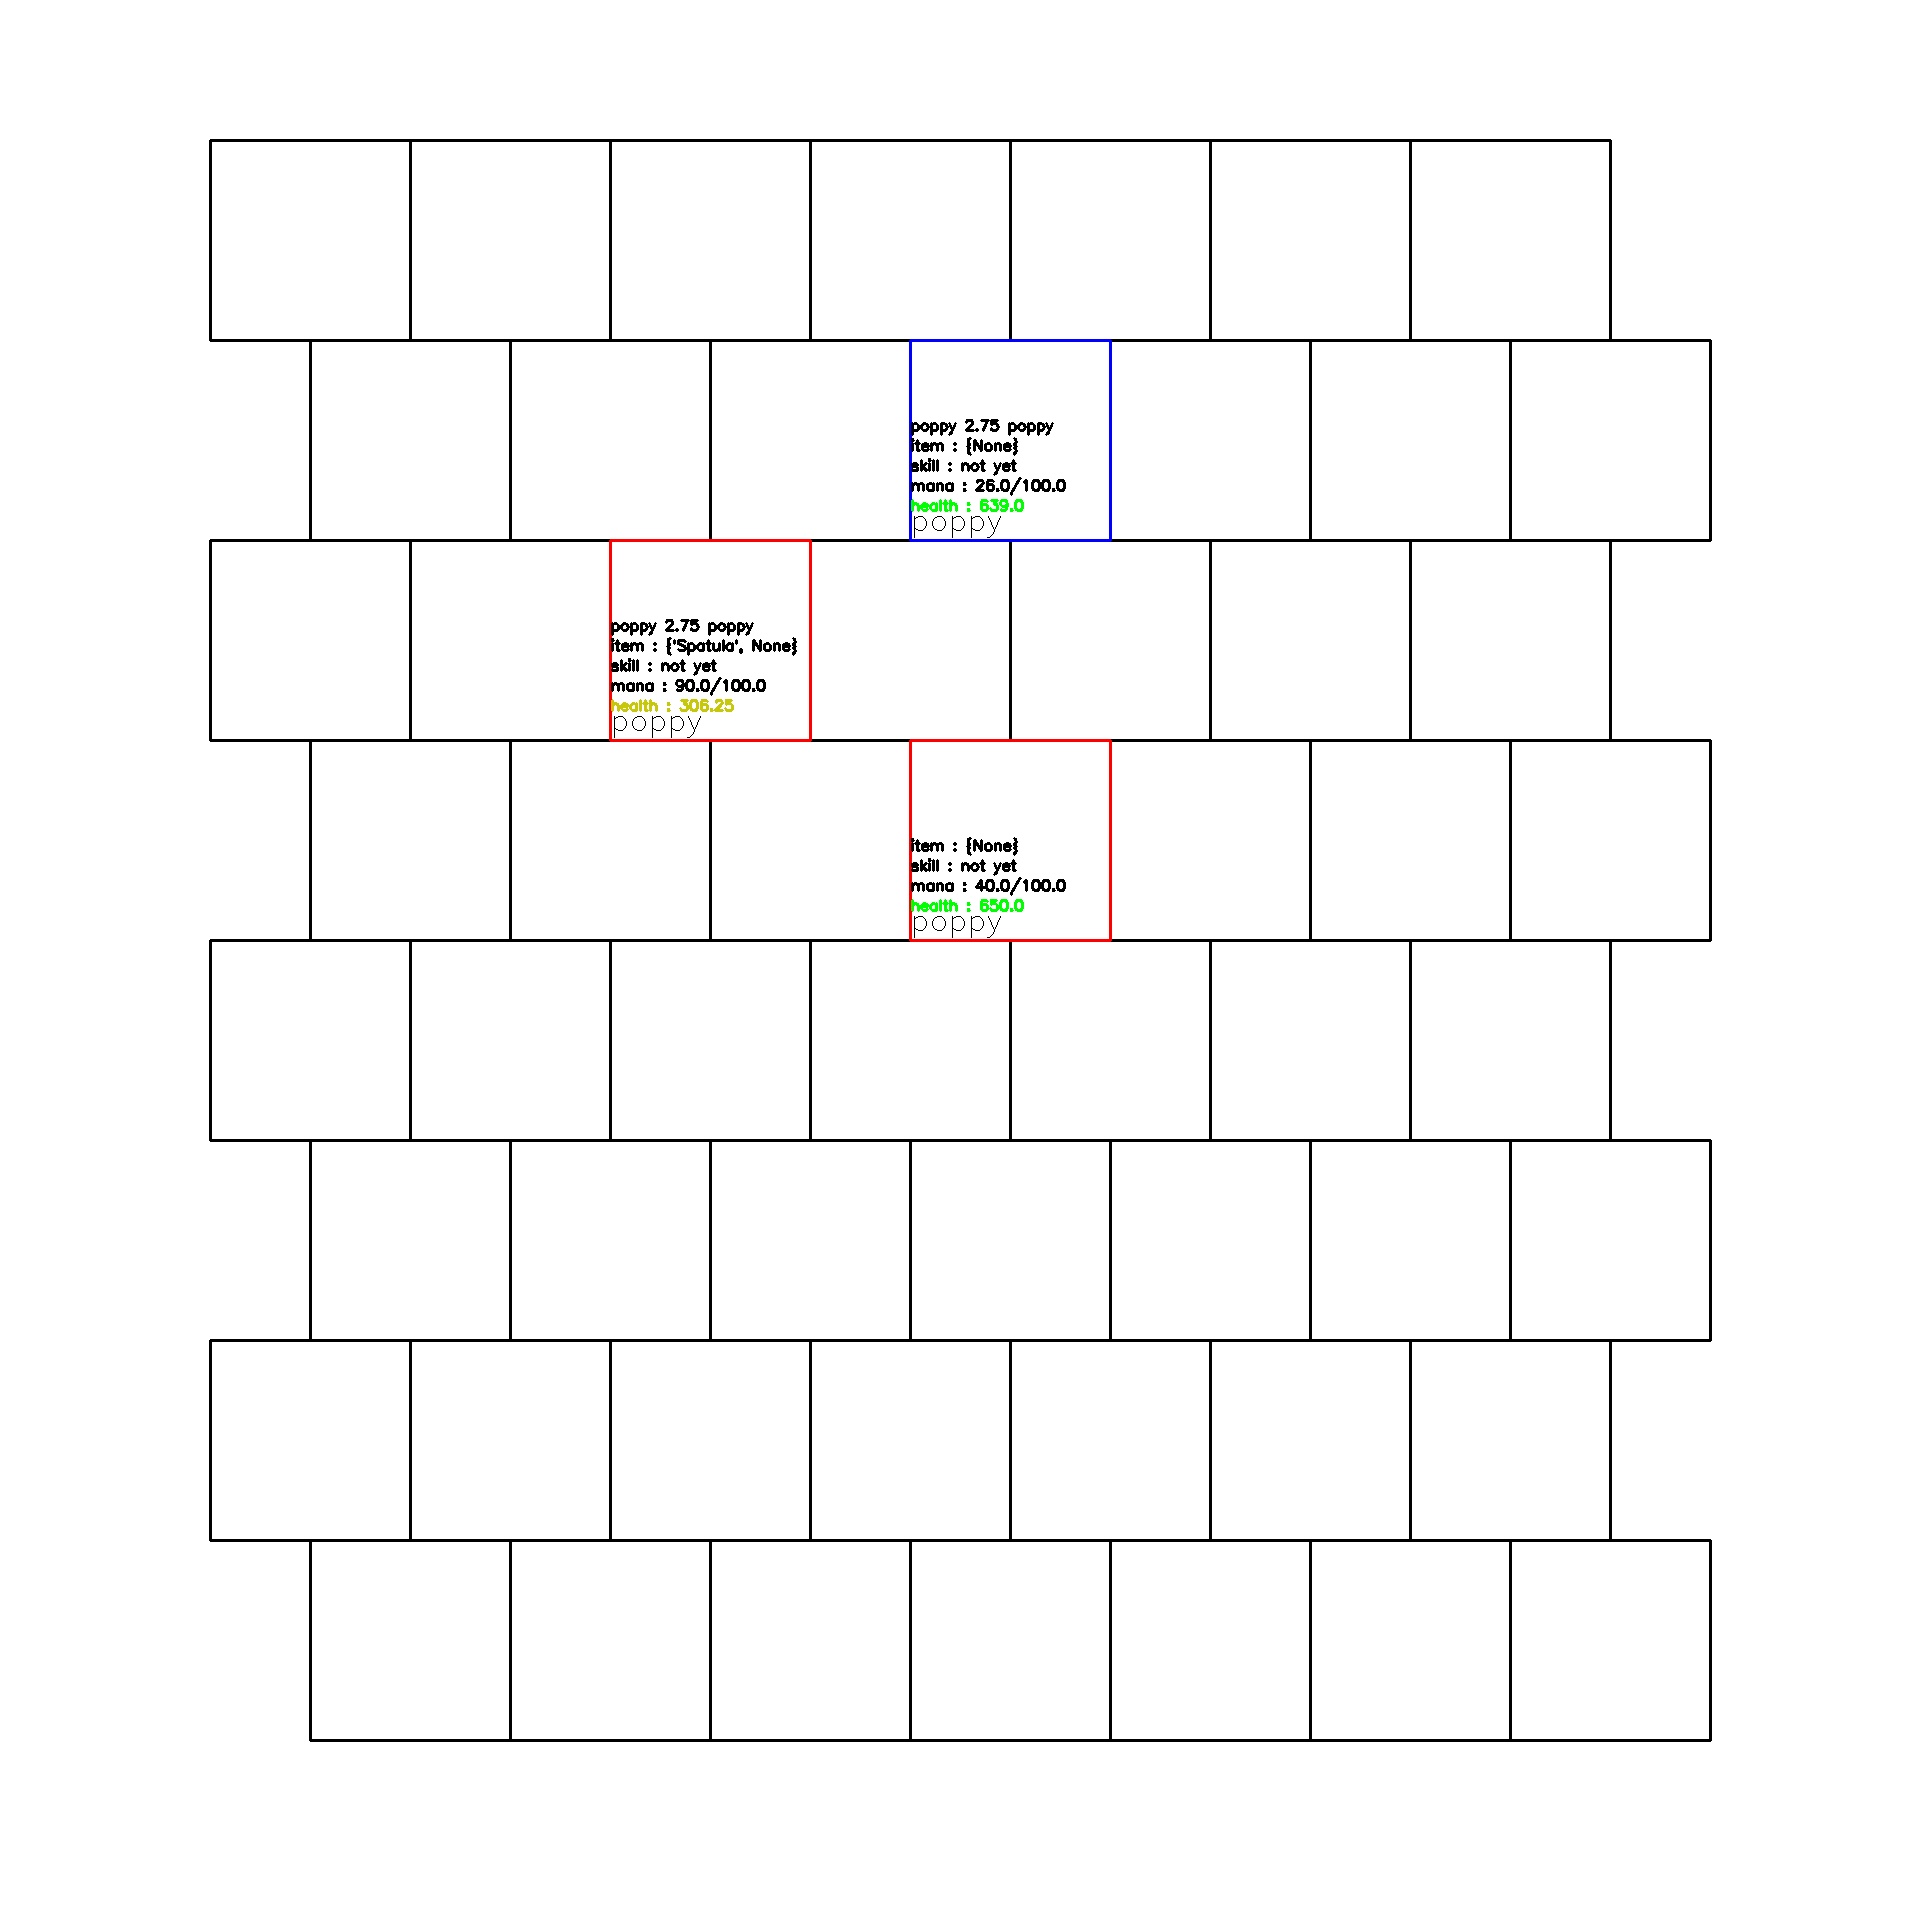 poppy 2.75 poppy
item : {None}
skill : not yet
mana : 26.0/100.0
health : 639.0
poppy
poppy 2.75 poppy
item : {'Spatula', None}
skill : not yet
mana : 90.0/100.0
health : 306.25
poppy
item : {None}
skill : not yet
mana : 40.0/100.0
health : 650.0
poppy